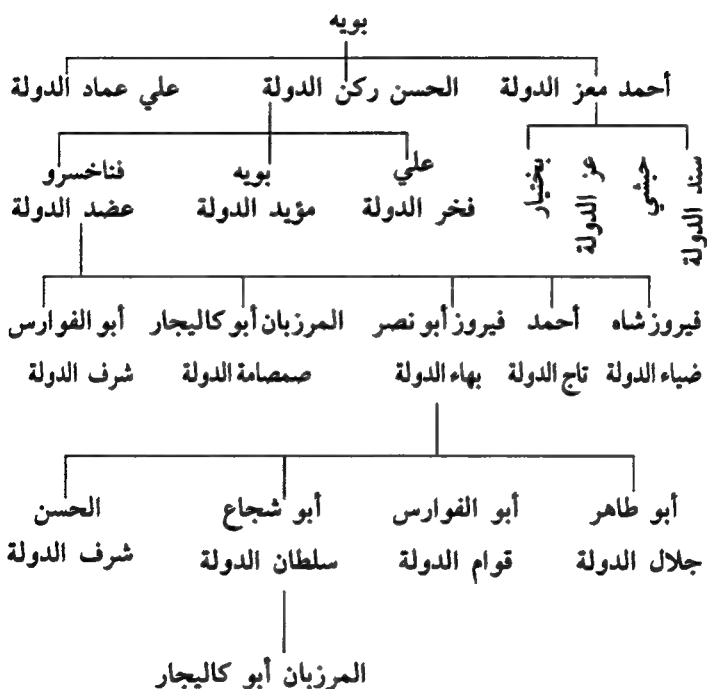 بويه
أحمد معز الدولة    الحسن ركن الدولة    علي عماد الدولة
سند الدولة    حبشي    عز الدولة    بختيار
علي    بويه    فناخسرو
فخر الدولة    مؤيد الدولة    عضد الدولة
فيروزشاه    أحمد    فيروز أبو نصر    المرزبان أبو كاليجار    أبو الفوارس
ضياء الدولة    تاج الدولة    بهاء الدولة    صمصامة الدولة    شرف الدولة
أبو طاهر    أبو الفوارس    أبو شجاع    الحسن
جلال الدولة    قوام الدولة    سلطان الدولة    شرف الدولة
المرزبان أبو كاليجار